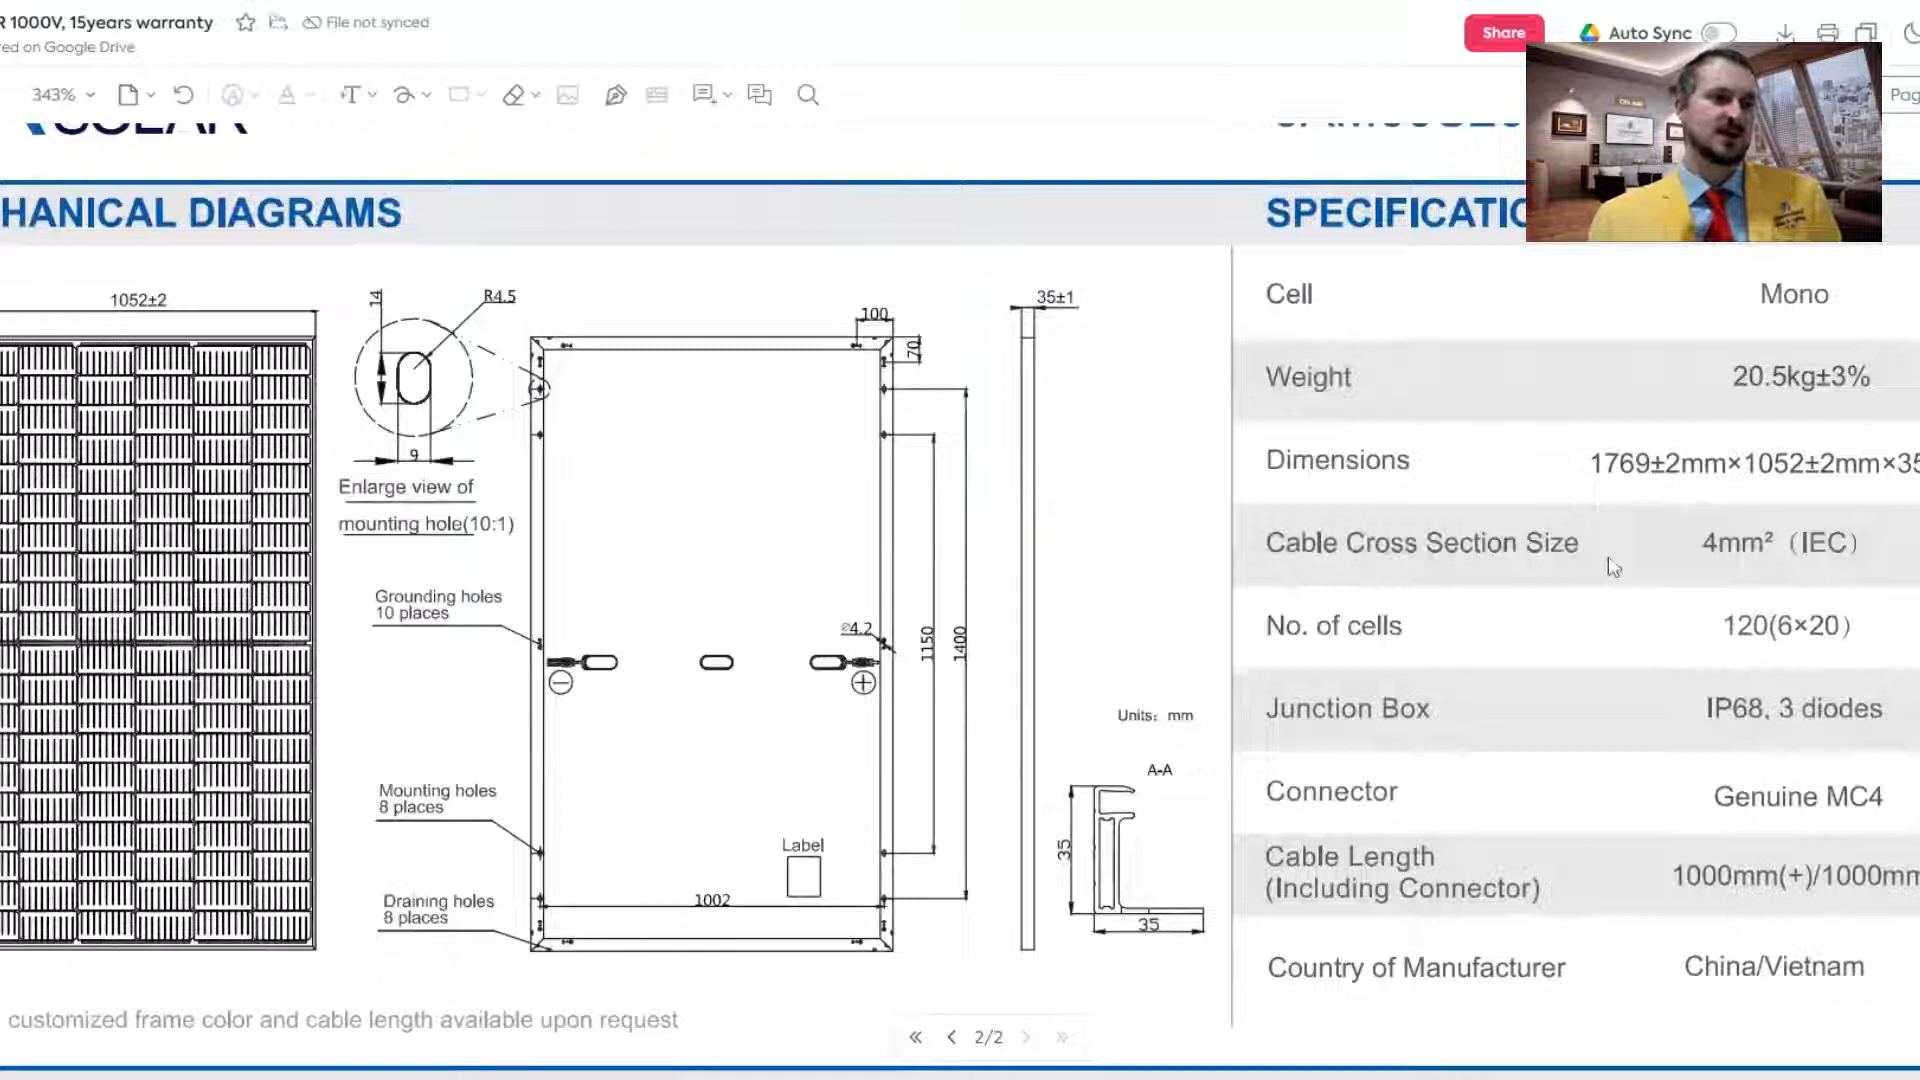 R 1000V, 15years warranty
File not synced
Share
Auto Sync
red on Google Drive
343%
Pag
SOLAR
HANICAL DIAGRAMS
SPECIFICATIO
1052±2
14
R4.5
9
Enlarge view of
mounting hole(10:1)
Grounding holes
10 places
Mounting holes
8 places
Draining holes
8 places
100
70
35±1
⌀4.2
1150
1400
Label
1002
Units: mm
A-A
35
35
Cell
Mono
Weight
20.5kg±3%
Dimensions
1769±2mm×1052±2mm×35
Cable Cross Section Size
4mm²（IEC）
No. of cells
120(6×20）
Junction Box
IP68, 3 diodes
Connector
Genuine MC4
Cable Length
(Including Connector)
1000mm(+)/1000mm
Country of Manufacturer
China/Vietnam
customized frame color and cable length available upon request
2/2